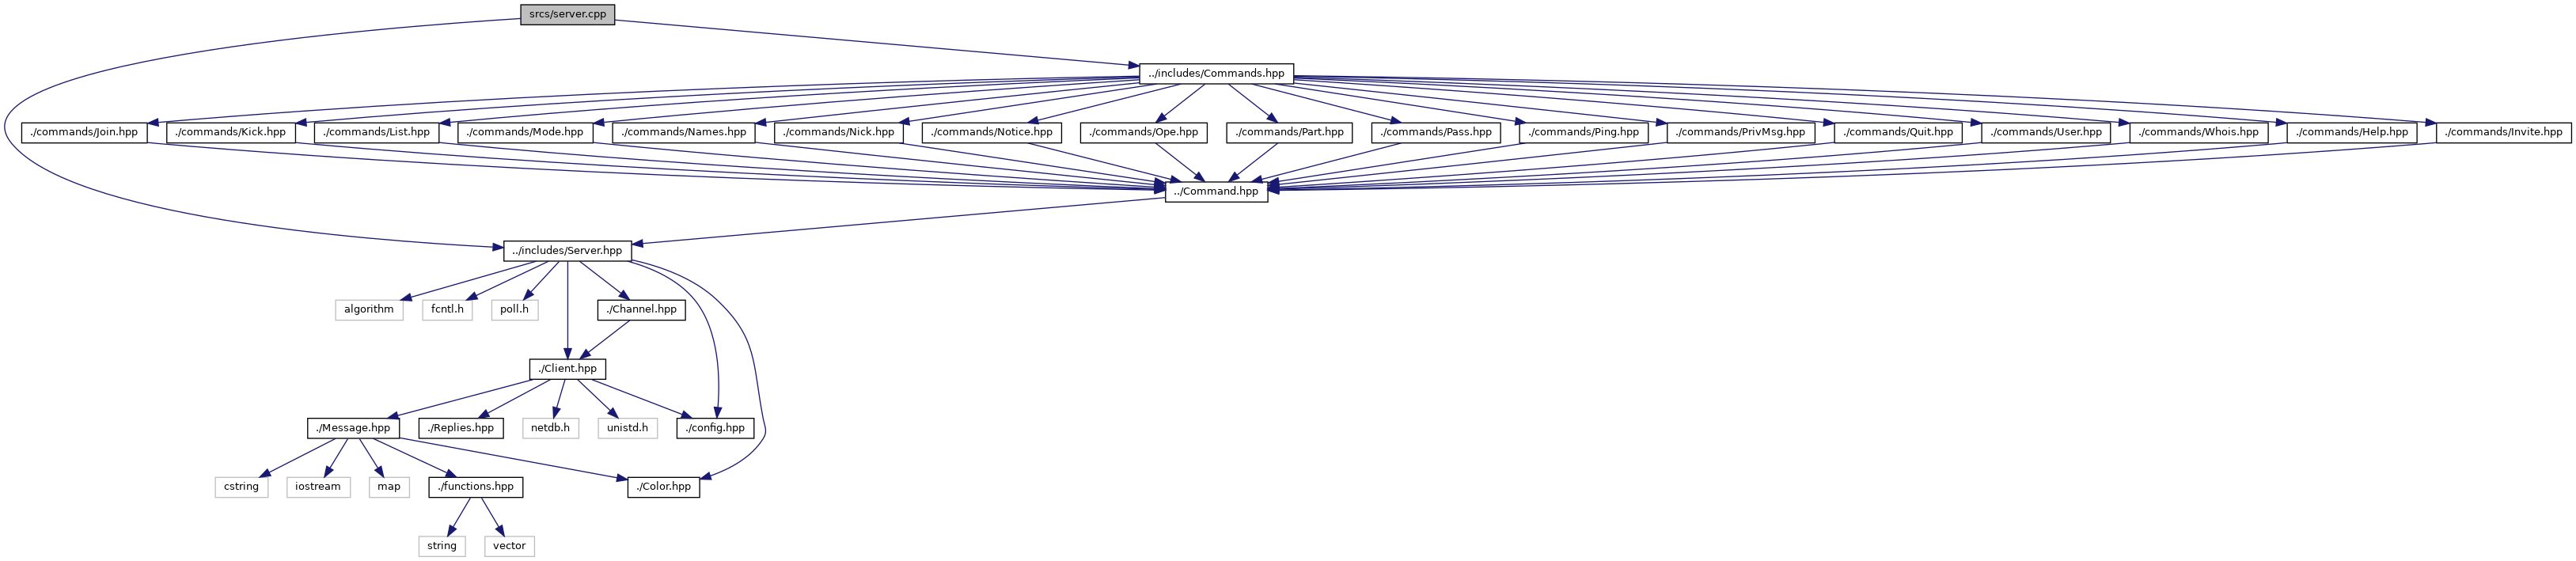 srcs/server.cpp
../includes/Commands.hpp
./commands/Join.hpp
./commands/Kick.hpp
./commands/List.hpp
./commands/Mode.hpp
./commands/Names.hpp
./commands/Nick.hpp
./commands/Notice.hpp
./commands/Ope.hpp
./commands/Part.hpp
./commands/Pass.hpp
./commands/Ping.hpp
./commands/PrivMsg.hpp
./commands/Quit.hpp
./commands/User.hpp
./commands/Whois.hpp
./commands/Help.hpp
./commands/Invite.hpp
../Command.hpp
../includes/Server.hpp
algorithm
fcntl.h
poll.h
./Channel.hpp
./Client.hpp
./Message.hpp
./Replies.hpp
netdb.h
unistd.h
./config.hpp
cstring
iostream
map
./functions.hpp
./Color.hpp
string
vector